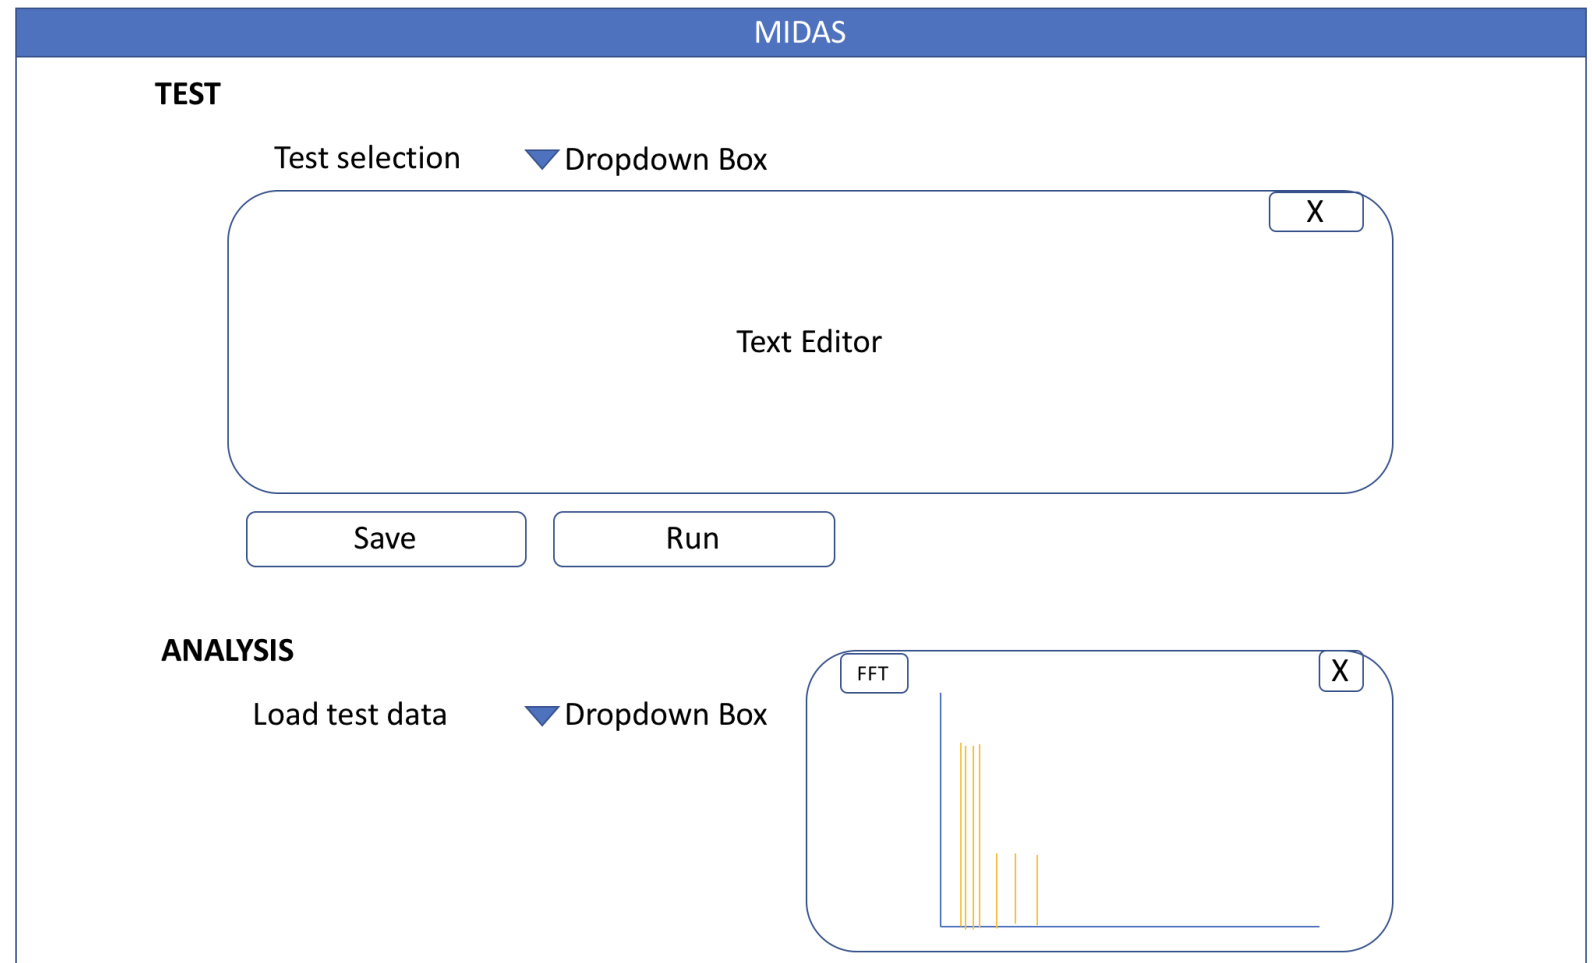 MIDAS
TEST
Test selection
Dropdown Box
X
Text Editor
Save
Run
ANALYSIS
Load test data
Dropdown Box
FFT
X